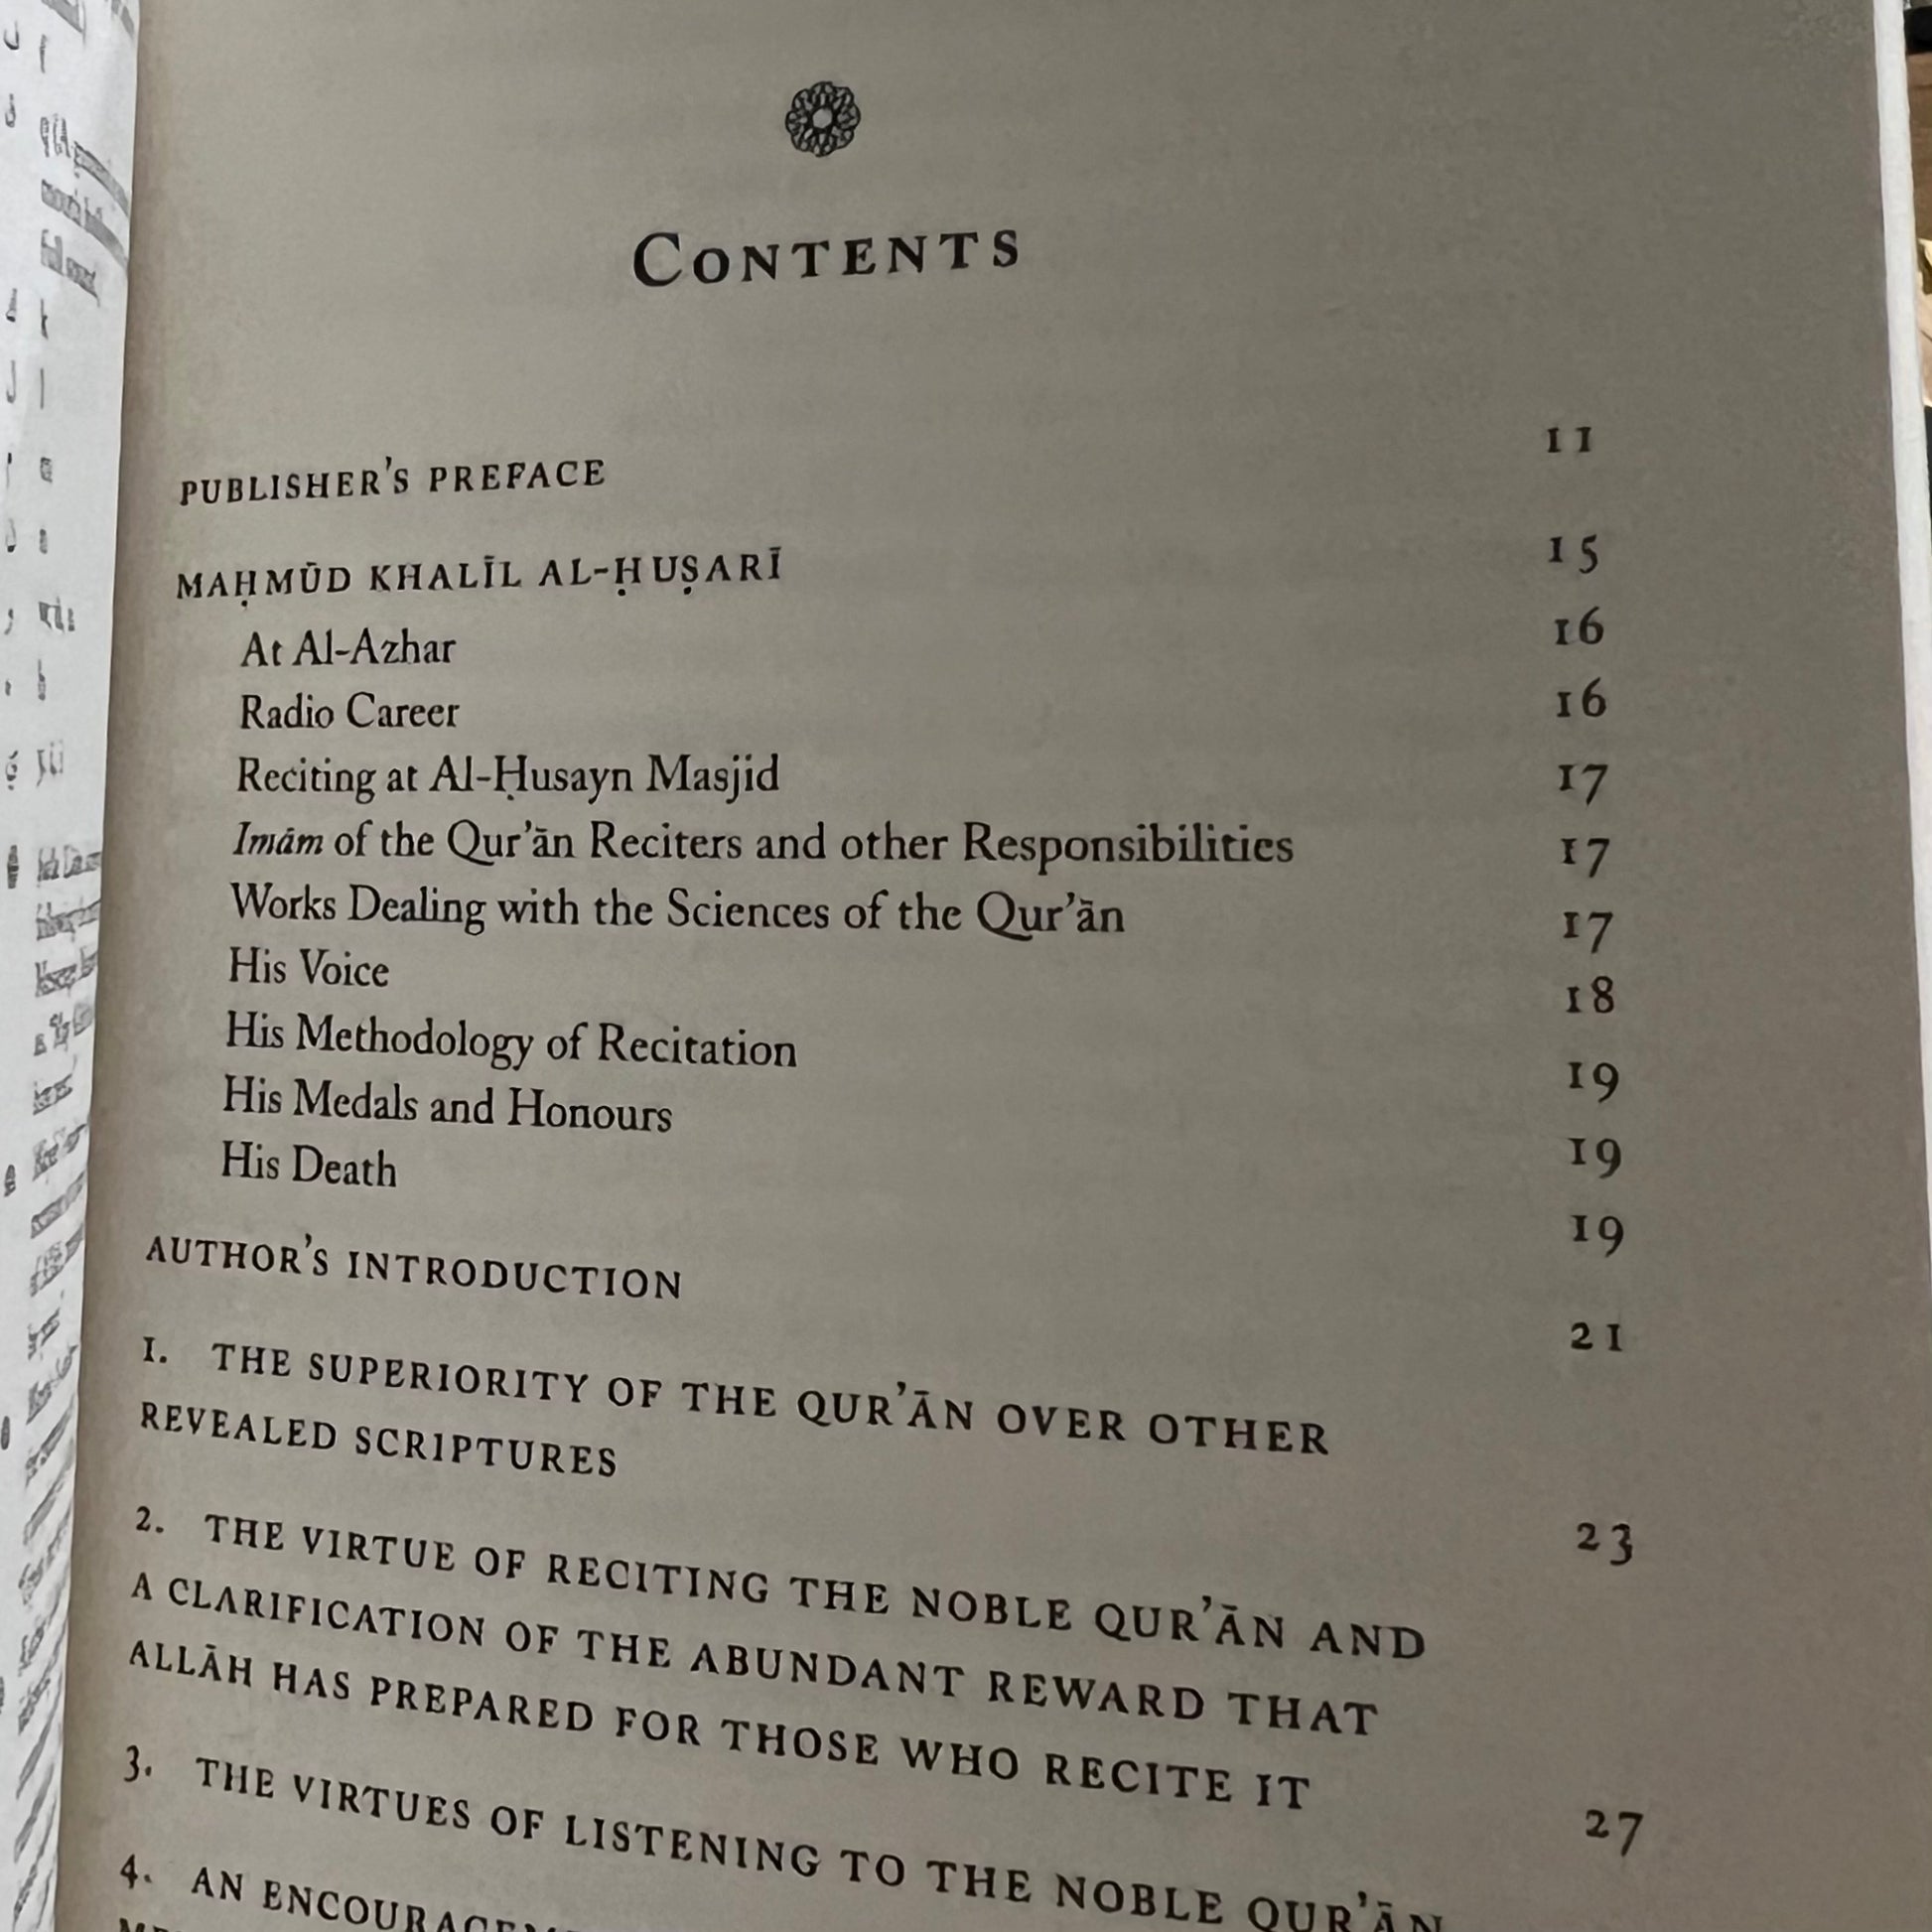 CONTENTS
PUBLISHER'S PREFACE 11
MAḤMŪD KHALĪL AL-ḤUṢARĪ 15
At Al-Azhar 16
Radio Career 16
Reciting at Al-Ḥusayn Masjid 17
Imām of the Qur'ān Reciters and other Responsibilities 17
Works Dealing with the Sciences of the Qur'ān 17
His Voice 18
His Methodology of Recitation 19
His Medals and Honours 19
His Death 19
AUTHOR'S INTRODUCTION 21
1. THE SUPERIORITY OF THE QUR'ĀN OVER OTHER
REVEALED SCRIPTURES 23
2. THE VIRTUE OF RECITING THE NOBLE QUR'ĀN AND
A CLARIFICATION OF THE ABUNDANT REWARD THAT
ALLĀH HAS PREPARED FOR THOSE WHO RECITE IT 27
3. THE VIRTUES OF LISTENING TO THE NOBLE QUR'ĀN
4. AN